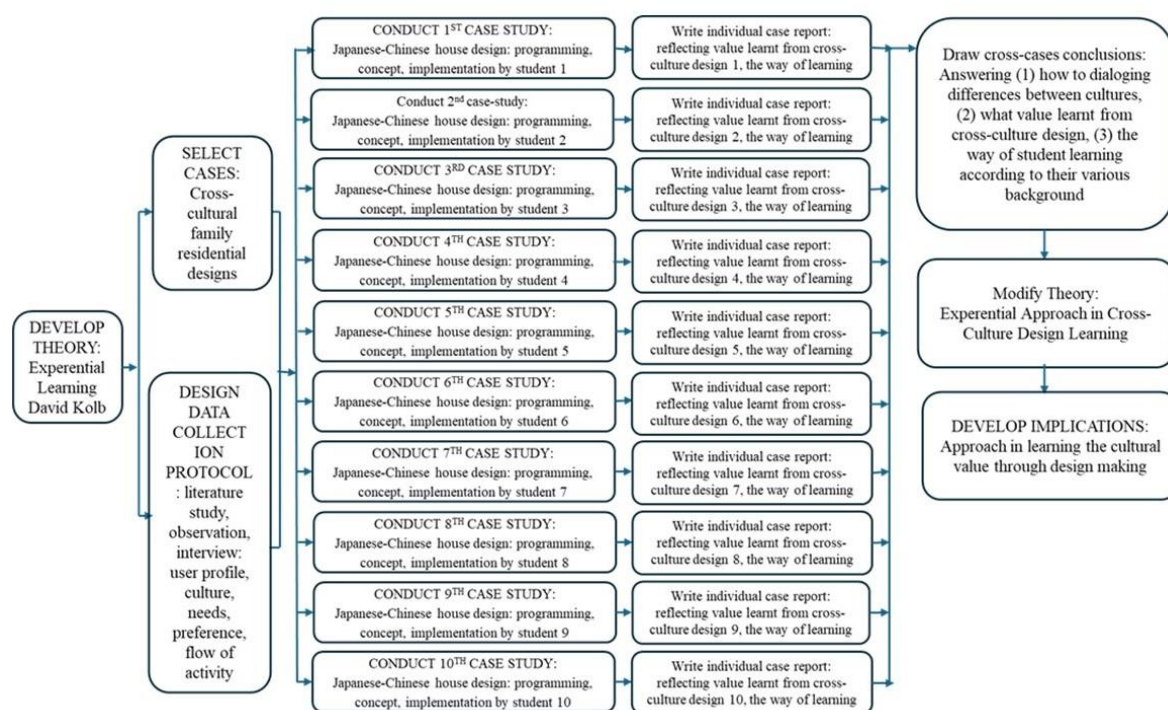 DEVELOP
THEORY:
Experential
Learning
David Kolb
SELECT
CASES:
Cross-
cultural
family
residential
designs
DESIGN
DATA
COLLECT
ION
PROTOCOL
: literature
study,
observation,
interview:
user profile,
culture,
needs,
preference,
flow of
activity
CONDUCT 1ST CASE STUDY:
Japanese-Chinese house design: programming,
concept, implementation by student 1
Write individual case report:
reflecting value learnt from cross-
culture design 1, the way of learning
Conduct 2nd case-study:
Japanese-Chinese house design: programming,
concept, implementation by student 2
Write individual case report:
reflecting value learnt from cross-
culture design 2, the way of learning
CONDUCT 3RD CASE STUDY:
Japanese-Chinese house design: programming,
concept, implementation by student 3
Write individual case report:
reflecting value learnt from cross-
culture design 3, the way of learning
CONDUCT 4TH CASE STUDY:
Japanese-Chinese house design: programming,
concept, implementation by student 4
Write individual case report:
reflecting value learnt from cross-
culture design 4, the way of learning
CONDUCT 5TH CASE STUDY:
Japanese-Chinese house design: programming,
concept, implementation by student 5
Write individual case report:
reflecting value learnt from cross-
culture design 5, the way of learning
CONDUCT 6TH CASE STUDY:
Japanese-Chinese house design: programming,
concept, implementation by student 6
Write individual case report:
reflecting value learnt from cross-
culture design 6, the way of learning
CONDUCT 7TH CASE STUDY:
Japanese-Chinese house design: programming,
concept, implementation by student 7
Write individual case report:
reflecting value learnt from cross-
culture design 7, the way of learning
CONDUCT 8TH CASE STUDY:
Japanese-Chinese house design: programming,
concept, implementation by student 8
Write individual case report:
reflecting value learnt from cross-
culture design 8, the way of learning
CONDUCT 9TH CASE STUDY:
Japanese-Chinese house design: programming,
concept, implementation by student 9
Write individual case report:
reflecting value learnt from cross-
culture design 9, the way of learning
CONDUCT 10TH CASE STUDY:
Japanese-Chinese house design: programming,
concept, implementation by student 10
Write individual case report:
reflecting value learnt from cross-
culture design 10, the way of learning
Draw cross-cases conclusions:
Answering (1) how to dialoging
differences between cultures,
(2) what value learnt from
cross-culture design, (3) the
way of student learning
according to their various
background
Modify Theory:
Experential Approach in Cross-
Culture Design Learning
DEVELOP IMPLICATIONS:
Approach in learning the cultural
value through design making